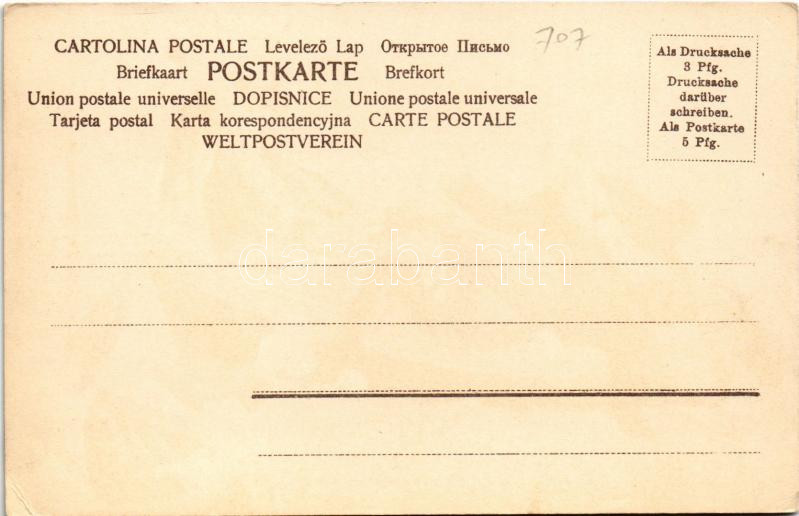 CARTOLINA POSTALE Levelezõ Lap Открытое Письмо
Briefkaart POSTKARTE Brefkort
Union postale universelle DOPISNICE Unione postale universale
Tarjeta postal Karta korespondencyjna CARTE POSTALE
WELTPOSTVEREIN
707
Als Drucksache
3 Pfg.
Drucksache
darüber
schreiben.
Als Postkarte
5 Pfg.
darabanth